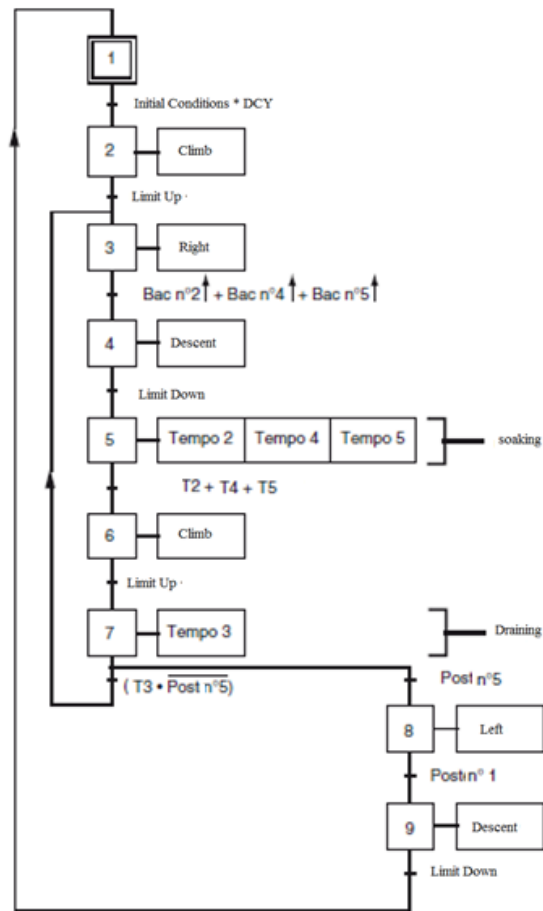 1
Initial Conditions * DCY
2 Climb
Limit Up ·
3 Right
Bac n°2↑ + Bac n°4↑ + Bac n°5↑
4 Descent
Limit Down
5 Tempo 2 Tempo 4 Tempo 5 soaking
T2 + T4 + T5
6 Climb
Limit Up ·
7 Tempo 3 Draining
( T3 • Post n°5)
Post n°5
8 Left
Post n° 1
9 Descent
Limit Down